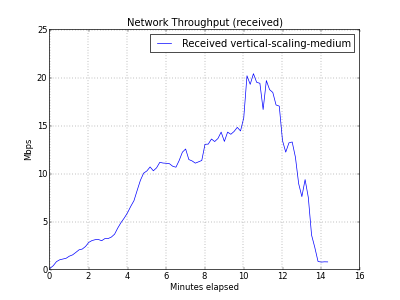 Network Throughput (received)
Received vertical-scaling-medium
25
20
15
10
5
0
Mbps
0 2 4 6 8 10 12 14 16
Minutes elapsed